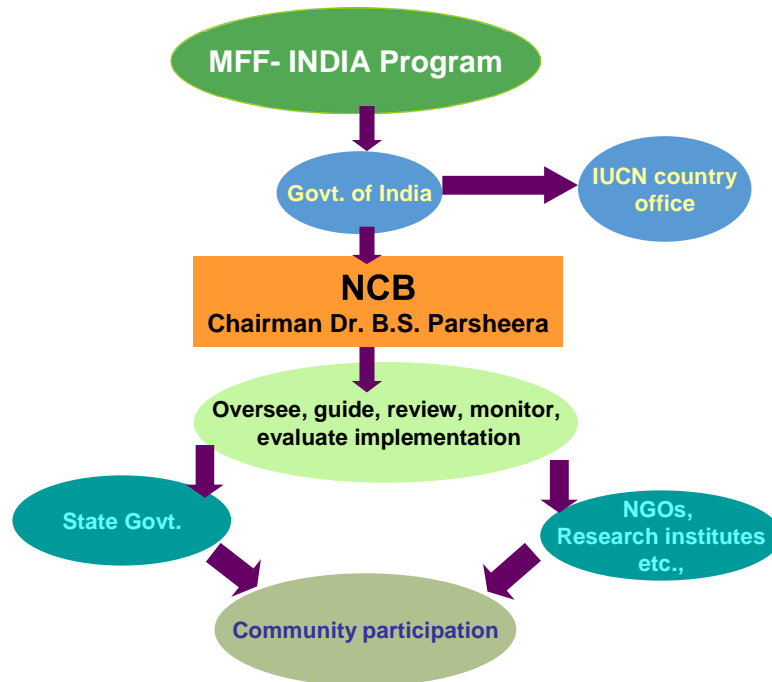 MFF- INDIA Program
Govt. of India
IUCN country
office
NCB
Chairman Dr. B.S. Parsheera
Oversee, guide, review, monitor,
evaluate implementation
State Govt.
NGOs,
Research institutes
etc.,
Community participation